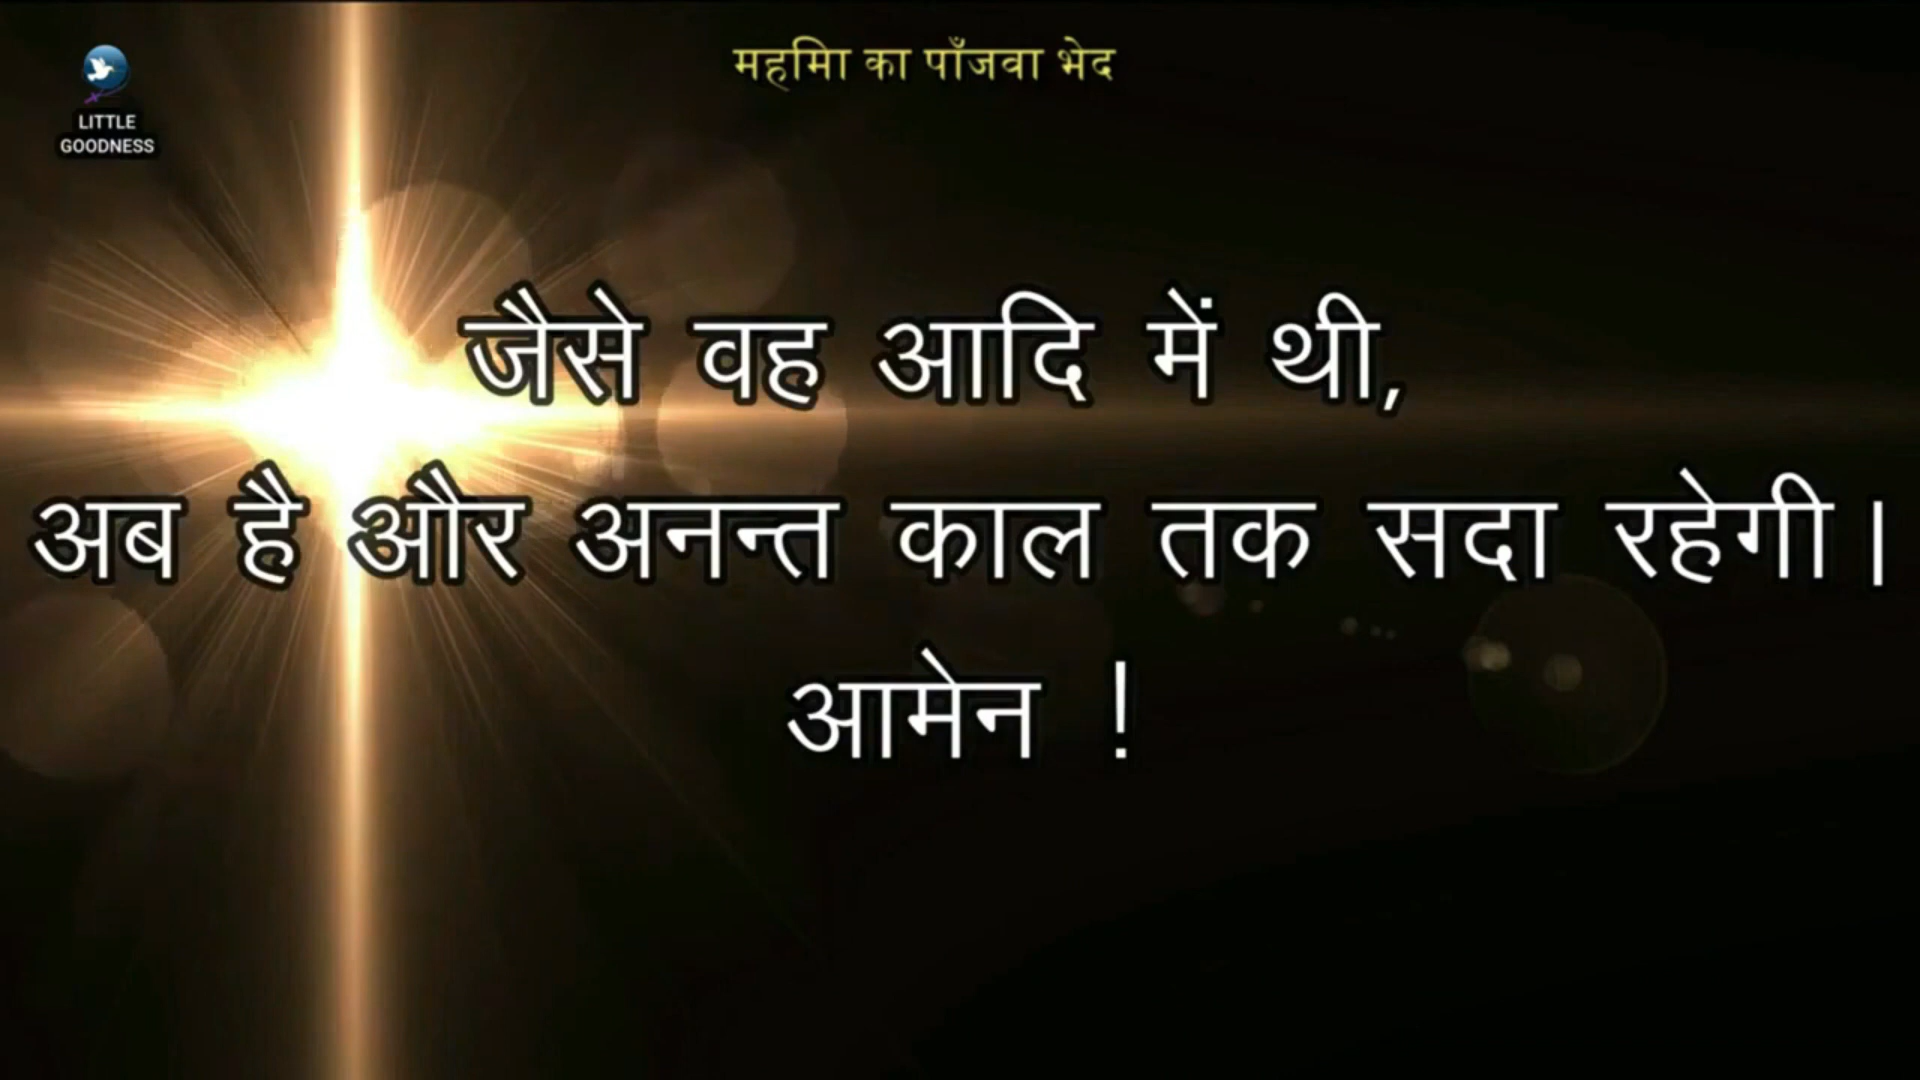 महिमा का पाँजवा भेद
LITTLE
GOODNESS
जैसे वह आदि में थी,
अब है और अनन्त काल तक सदा रहेगी।
आमेन !